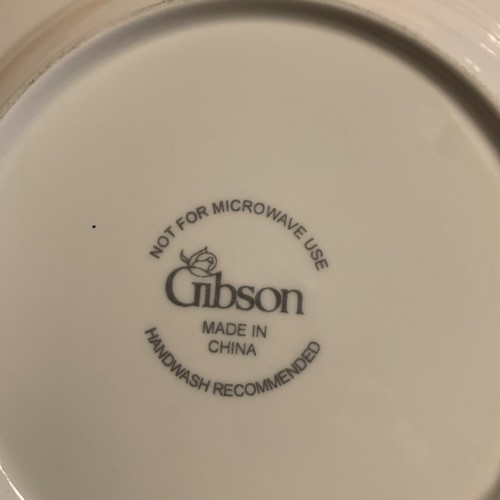 NOT FOR MICROWAVE USE
Gibson
MADE IN
CHINA
HANDWASH RECOMMENDED